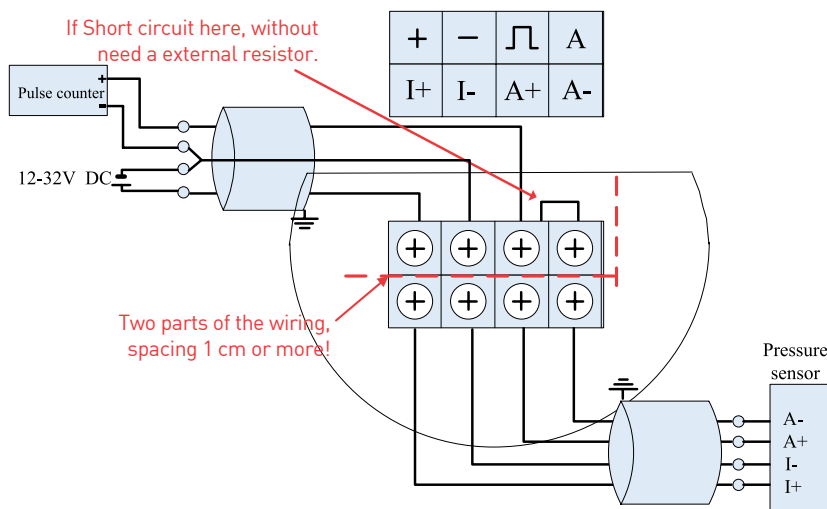 If Short circuit here, without
need a external resistor.
+ − ⎍ A
I+ I- A+ A-
+
Pulse counter
-
12-32V DC
+ + + +
+ + + +
Two parts of the wiring,
spacing 1 cm or more!
Pressure
sensor
A-
A+
I-
I+